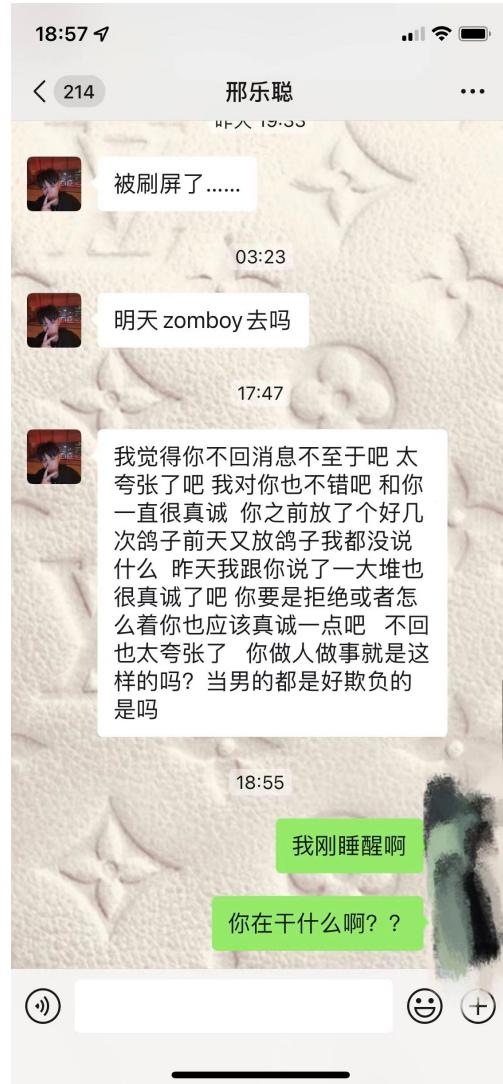 18:57
214
邢乐聪
昨天 19:33
被刷屏了......
03:23
明天 zomboy 去吗
17:47
我觉得你不回消息不至于吧 太
夸张了吧 我对你也不错吧 和你
一直很真诚 你之前放了个好几
次鸽子前天又放鸽子我都没说
什么 昨天我跟你说了一大堆也
很真诚了吧 你要是拒绝或者怎
么着你也应该真诚一点吧 不回
也太夸张了 你做人做事就是这
样的吗？当男的都是好欺负的
是吗
18:55
我刚睡醒啊
你在干什么啊？？